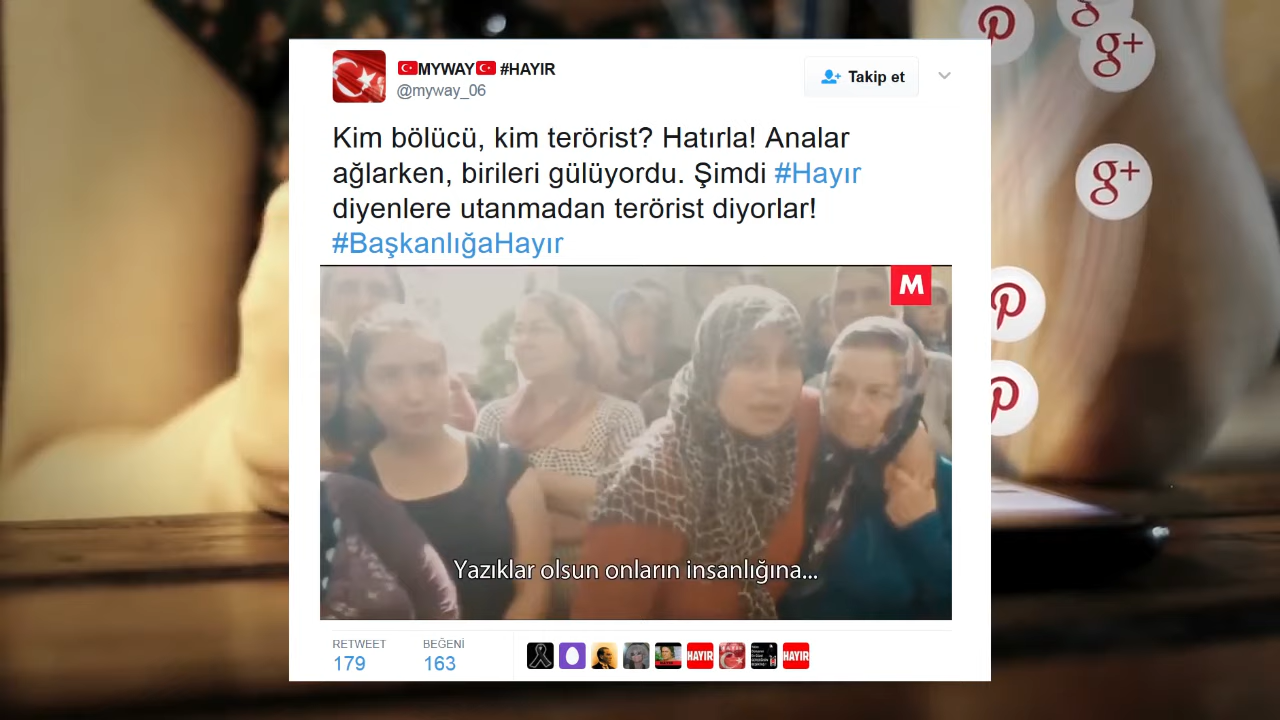 MYWAY #HAYIR
@myway_06
Takip et
Kim bölücü, kim terörist? Hatırla! Analar
ağlarken, birileri gülüyordu. Şimdi #Hayır
diyenlere utanmadan terörist diyorlar!
#BaşkanlığaHayır
M
Yazıklar olsun onların insanlığına...
RETWEET
BEĞENİ
179
163
HAYIR
HAYIR
g+
g+
g+